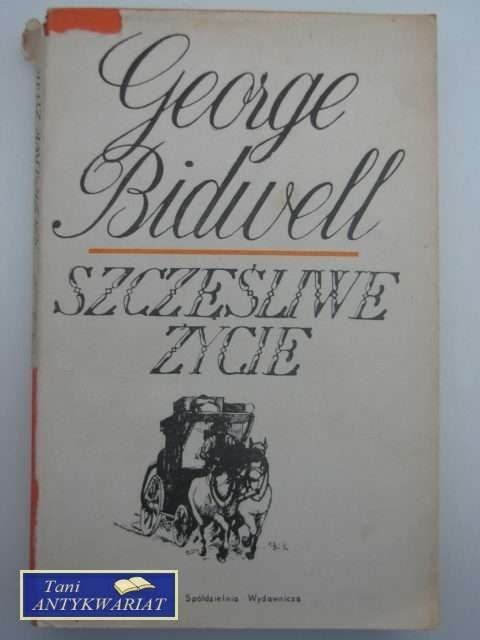 George
Bidwell
SZCZĘŚLIWE
ŻYCIE
Spółdzielnia Wydawnicza
Tani
ANTYKWARIAT